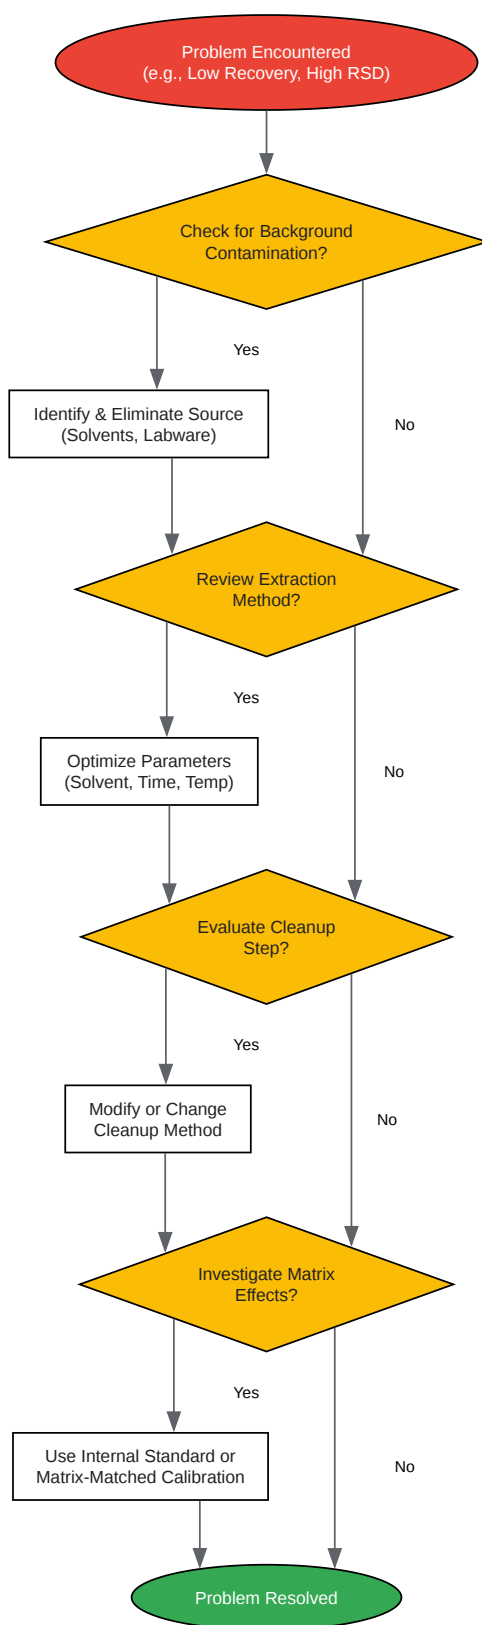 Problem Encountered
(e.g., Low Recovery, High RSD)
Check for Background
Contamination?
Yes
Identify & Eliminate Source
(Solvents, Labware)
No
Review Extraction
Method?
Yes
Optimize Parameters
(Solvent, Time, Temp)
No
Evaluate Cleanup
Step?
Yes
Modify or Change
Cleanup Method
No
Investigate Matrix
Effects?
Yes
Use Internal Standard or
Matrix-Matched Calibration
No
Problem Resolved